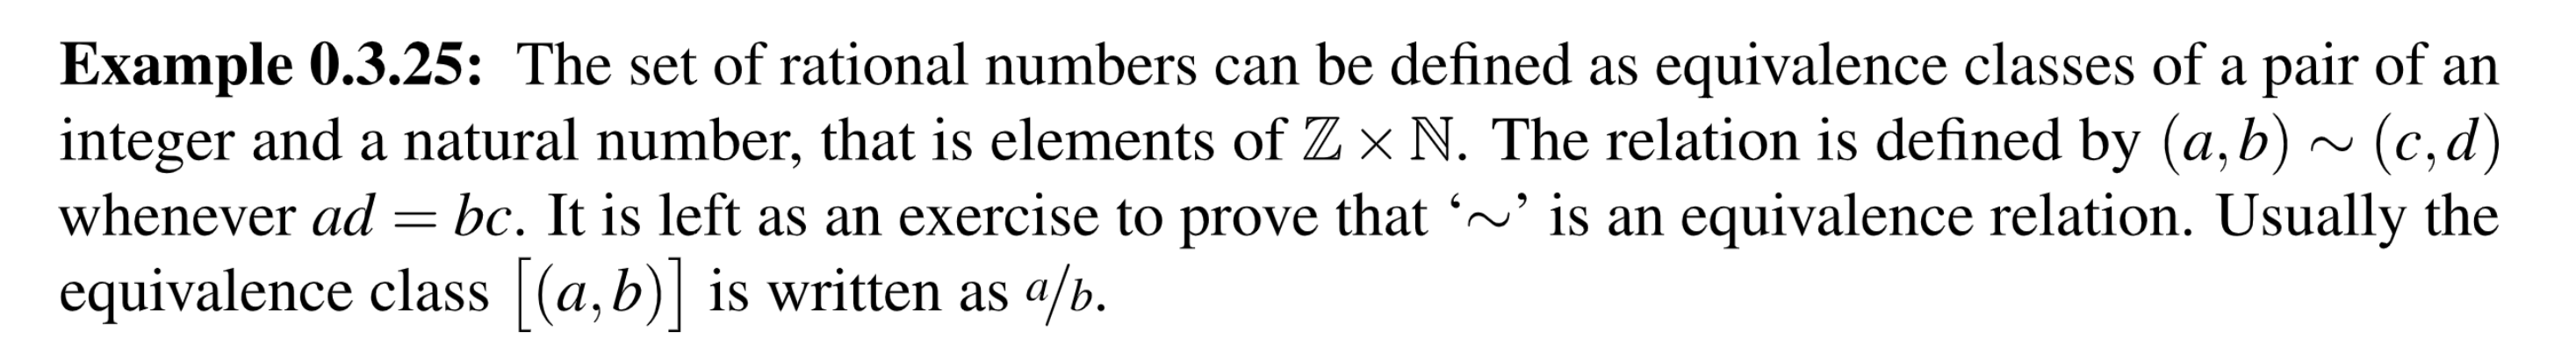 Example 0.3.25: The set of rational numbers can be defined as equivalence classes of a pair of an
integer and a natural number, that is elements of ℤ × ℕ. The relation is defined by (a,b) ∼ (c,d)
whenever ad = bc. It is left as an exercise to prove that ‘∼’ is an equivalence relation. Usually the
equivalence class [(a,b)] is written as a/b.